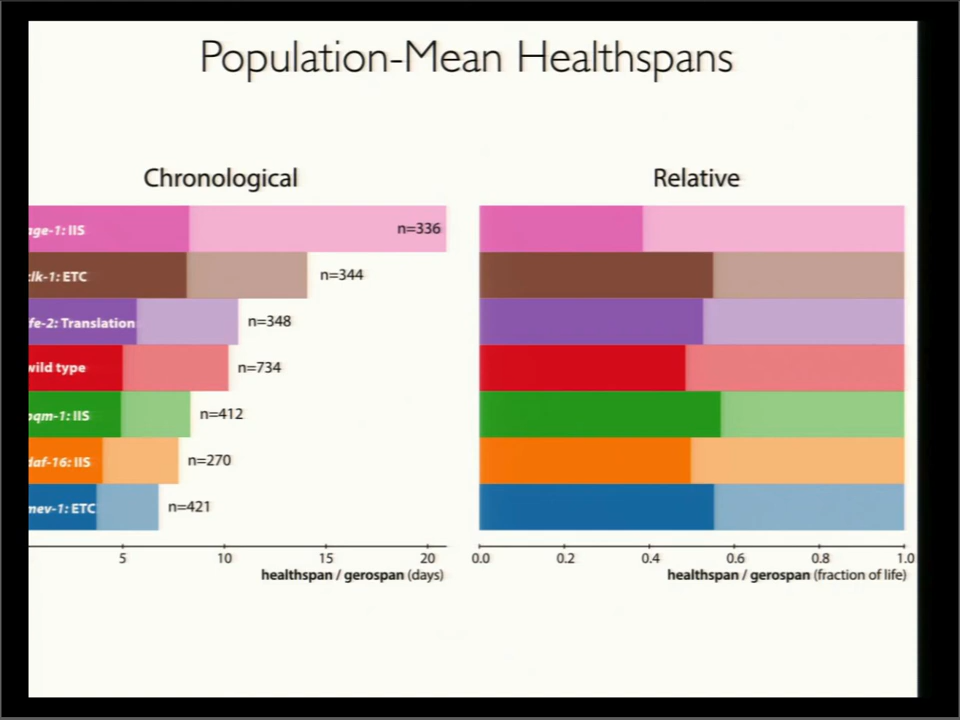 Population-Mean Healthspans
Chronological
Relative
age-1: IIS
n=336
clk-1: ETC
n=344
ife-2: Translation
n=348
wild type
n=734
pqm-1: IIS
n=412
daf-16: IIS
n=270
mev-1: ETC
n=421
5 10 15 20
0.0 0.2 0.4 0.6 0.8 1.0
healthspan / gerospan (days)
healthspan / gerospan (fraction of life)